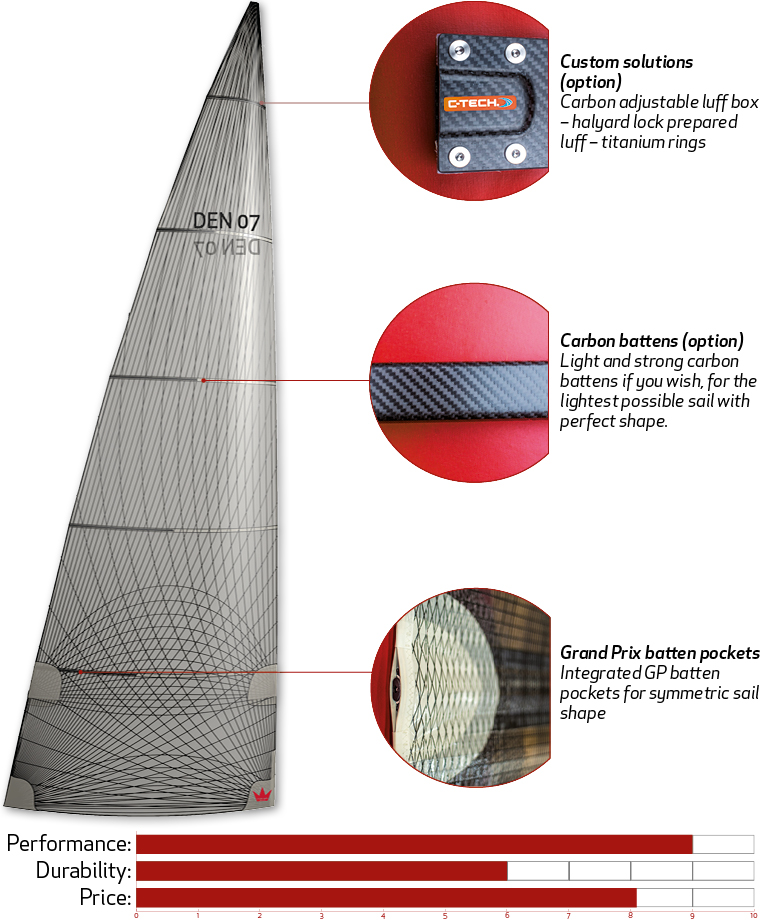 Custom solutions
(option)
Carbon adjustable luff box
– halyard lock prepared
luff – titanium rings
C-TECH.
DEN 07
DEN 07
Carbon battens (option)
Light and strong carbon
battens if you wish, for the
lightest possible sail with
perfect shape.
Grand Prix batten pockets
Integrated GP batten
pockets for symmetric sail
shape
Performance:
Durability:
Price:
0 1 2 3 4 5 6 7 8 9 10